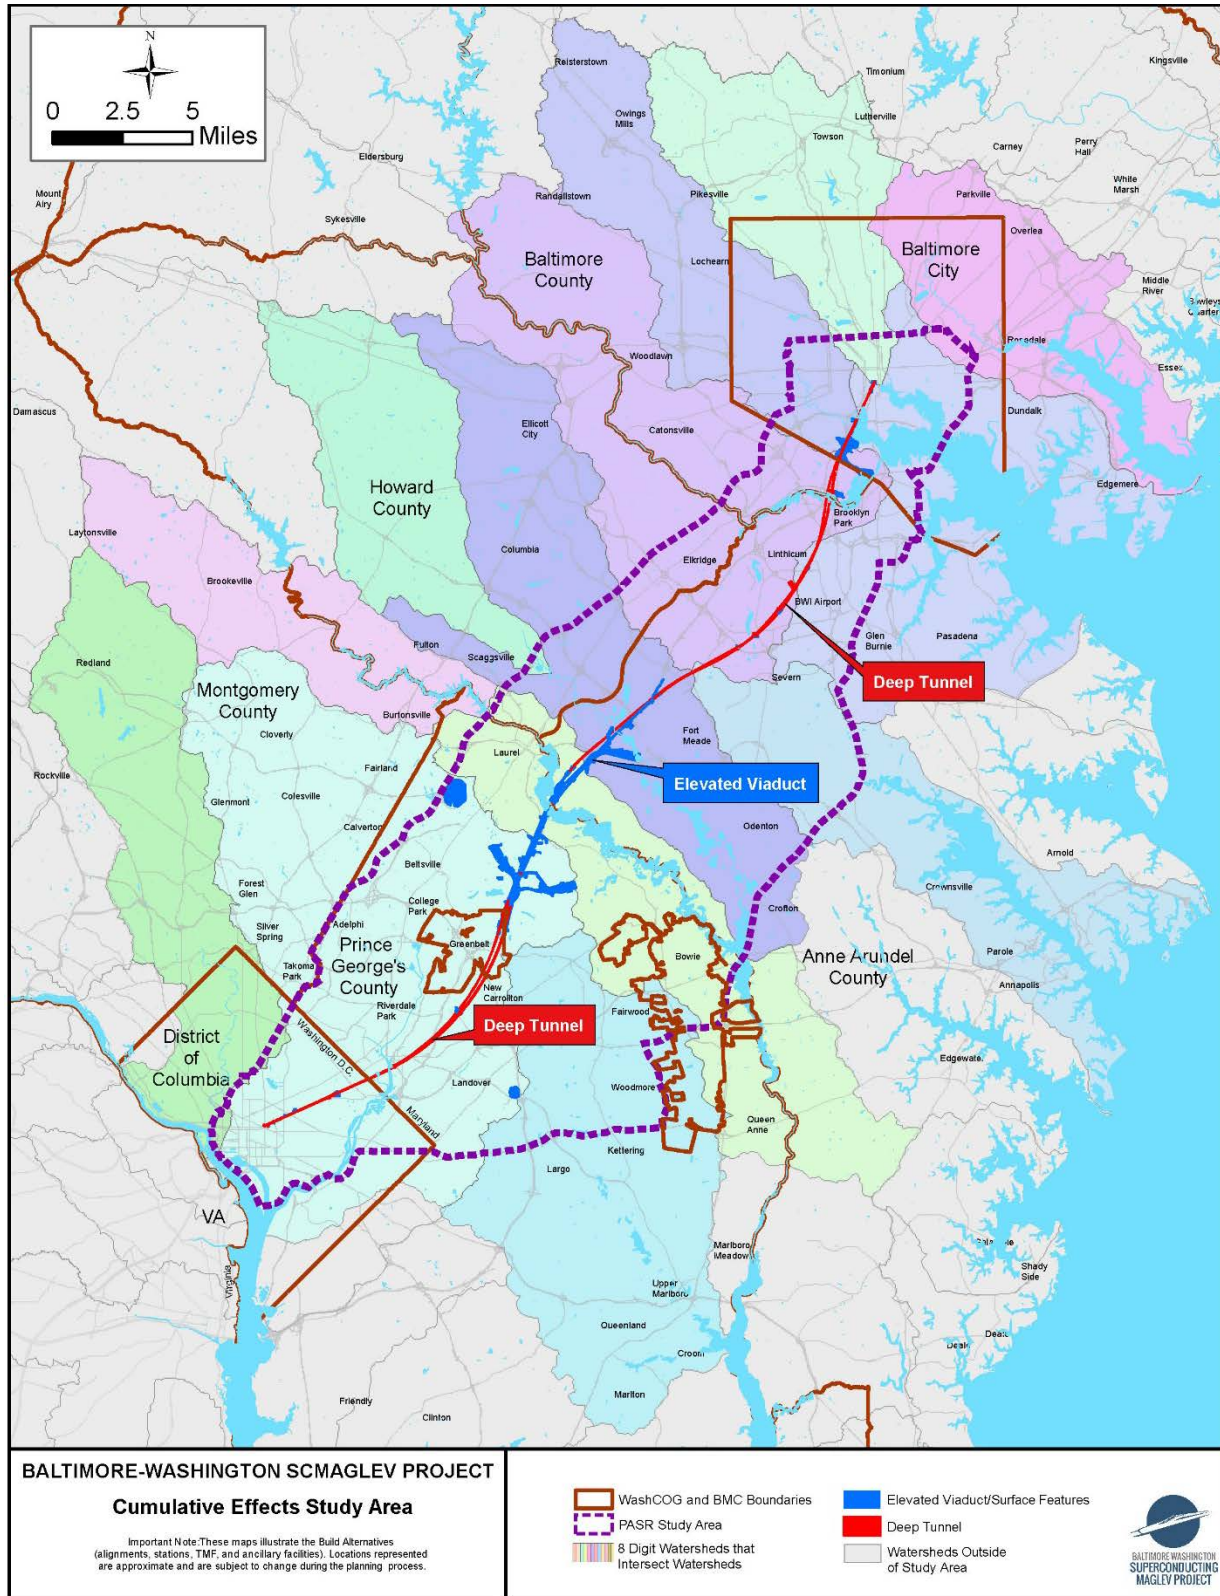 N
0 2.5 5
Miles
Reisterstown
Timonium
Kingsville
Owings
Mills
Lutherville
Towson
Carney
Perry
Hall
Eldersburg
White
Marsh
Mount
Airy
Randallstown
Pikesville
Parkville
Sykesville
Overlea
Baltimore
County
Lochearn
Baltimore
City
Middle
River
Rosedale
Woodlawn
Essex
Damascus
Dundalk
Ellicott
City
Catonsville
Howard
County
Edgemere
Brooklyn
Park
Laytonsville
Columbia
Linthicum
Elkridge
Brookeville
BWI Airport
Glen
Burnie
Pasadena
Fulton
Scaggsville
Redland
Severn
Deep Tunnel
Montgomery
County
Burtonsville
Cloverly
Fort
Meade
Laurel
Fairland
Rockville
Elevated Viaduct
Colesville
Glenmont
Calverton
Odenton
Arnold
Beltsville
Forest
Glen
Crownsville
College
Park
Crofton
Silver
Spring
Adelphi
Prince
George's
County
Greenbelt
Bowie
Anne Arundel
County
Parole
Takoma
Park
Annapolis
New
Carrollton
Riverdale
Park
Fairwood
Deep Tunnel
Washington D.C.
District
of
Columbia
Landover
Woodmore
Maryland
Queen
Anne
Kettering
Largo
VA
Marlboro
Meadow
Shady
Side
Virginia
Upper
Marlboro
Queenland
Croom
Marlton
Friendly
Clinton
BALTIMORE-WASHINGTON SCMAGLEV PROJECT
Cumulative Effects Study Area
Important Note:These maps illustrate the Build Alternatives
(alignments, stations, TMF, and ancillary facilities). Locations represented
are approximate and are subject to change during the planning process.
WashCOG and BMC Boundaries
PASR Study Area
8 Digit Watersheds that
Intersect Watersheds
Elevated Viaduct/Surface Features
Deep Tunnel
Watersheds Outside
of Study Area
BALTIMORE WASHINGTON
SUPERCONDUCTING
MAGLEV PROJECT